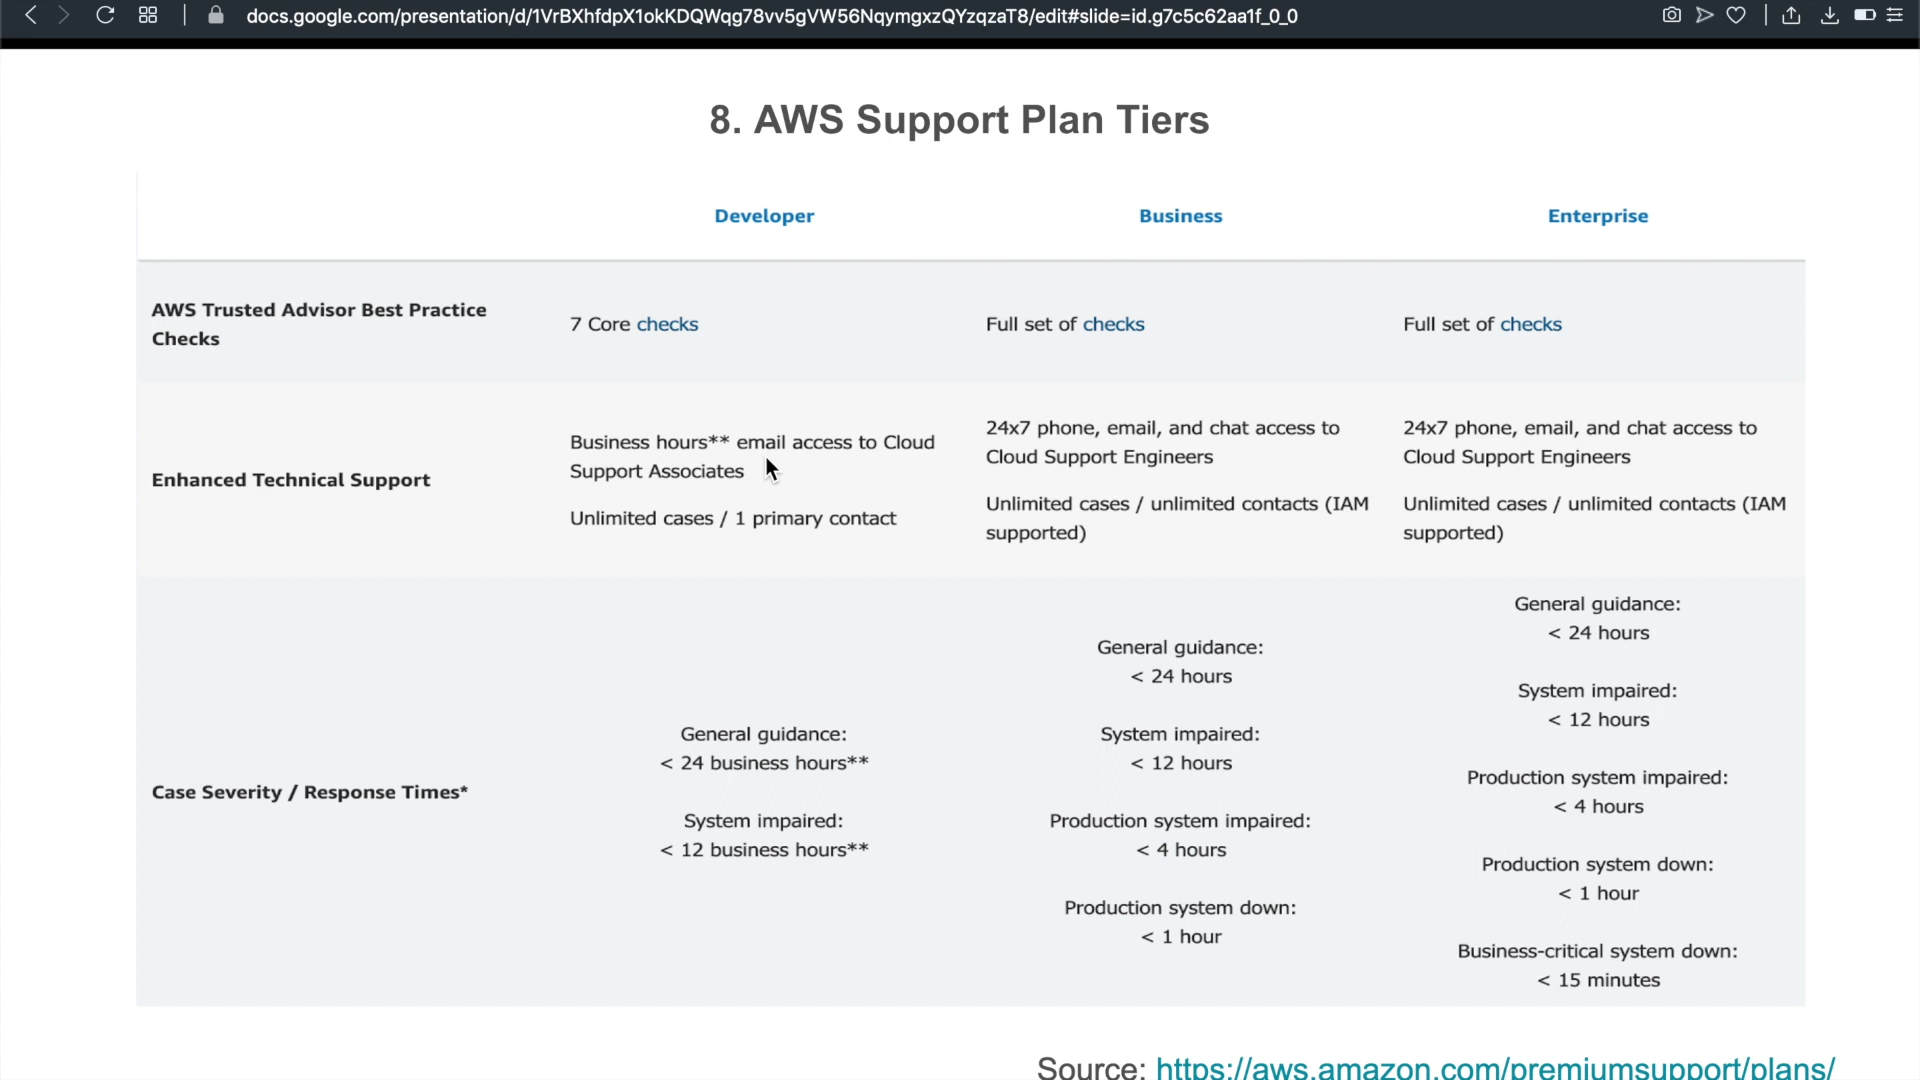 docs.google.com/presentation/d/1VrBXhfdpX1okKDQWqg78vv5gVW56NqymgxzQYzqzaT8/edit#slide=id.g7c5c62aa1f_0_0
8. AWS Support Plan Tiers
Developer
Business
Enterprise
AWS Trusted Advisor Best Practice
Checks
7 Core checks
Full set of checks
Full set of checks
Enhanced Technical Support
Business hours** email access to Cloud
Support Associates
Unlimited cases / 1 primary contact
24x7 phone, email, and chat access to
Cloud Support Engineers
Unlimited cases / unlimited contacts (IAM
supported)
24x7 phone, email, and chat access to
Cloud Support Engineers
Unlimited cases / unlimited contacts (IAM
supported)
Case Severity / Response Times*
General guidance:
< 24 business hours**
System impaired:
< 12 business hours**
General guidance:
< 24 hours
System impaired:
< 12 hours
Production system impaired:
< 4 hours
Production system down:
< 1 hour
General guidance:
< 24 hours
System impaired:
< 12 hours
Production system impaired:
< 4 hours
Production system down:
< 1 hour
Business-critical system down:
< 15 minutes
Source: https://aws.amazon.com/premiumsupport/plans/